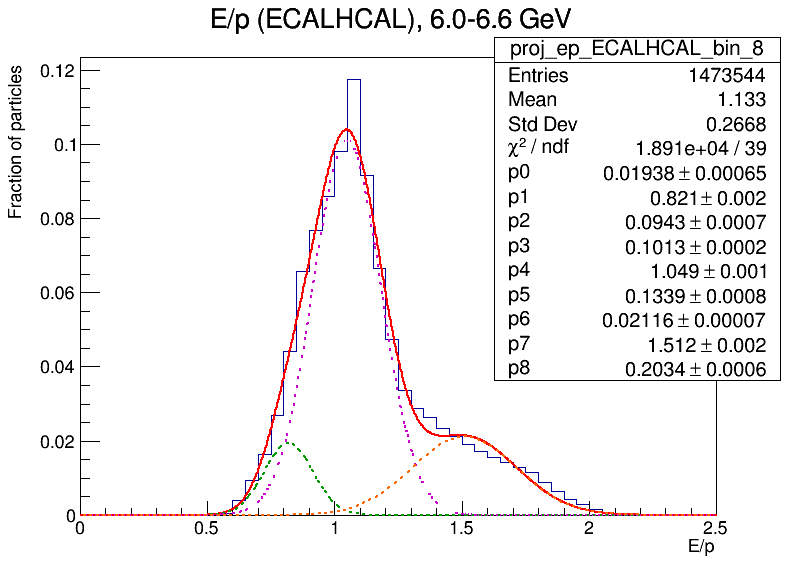 E/p (ECALHCAL), 6.0-6.6 GeV
proj_ep_ECALHCAL_bin_8
Entries 1473544
Mean 1.133
Std Dev 0.2668
χ² / ndf 1.891e+04 / 39
p0 0.01938 ± 0.00065
p1 0.821 ± 0.002
p2 0.0943 ± 0.0007
p3 0.1013 ± 0.0002
p4 1.049 ± 0.001
p5 0.1339 ± 0.0008
p6 0.02116 ± 0.00007
p7 1.512 ± 0.002
p8 0.2034 ± 0.0006
Fraction of particles
0.12
0.1
0.08
0.06
0.04
0.02
0
0 0.5 1 1.5 2 2.5
E/p